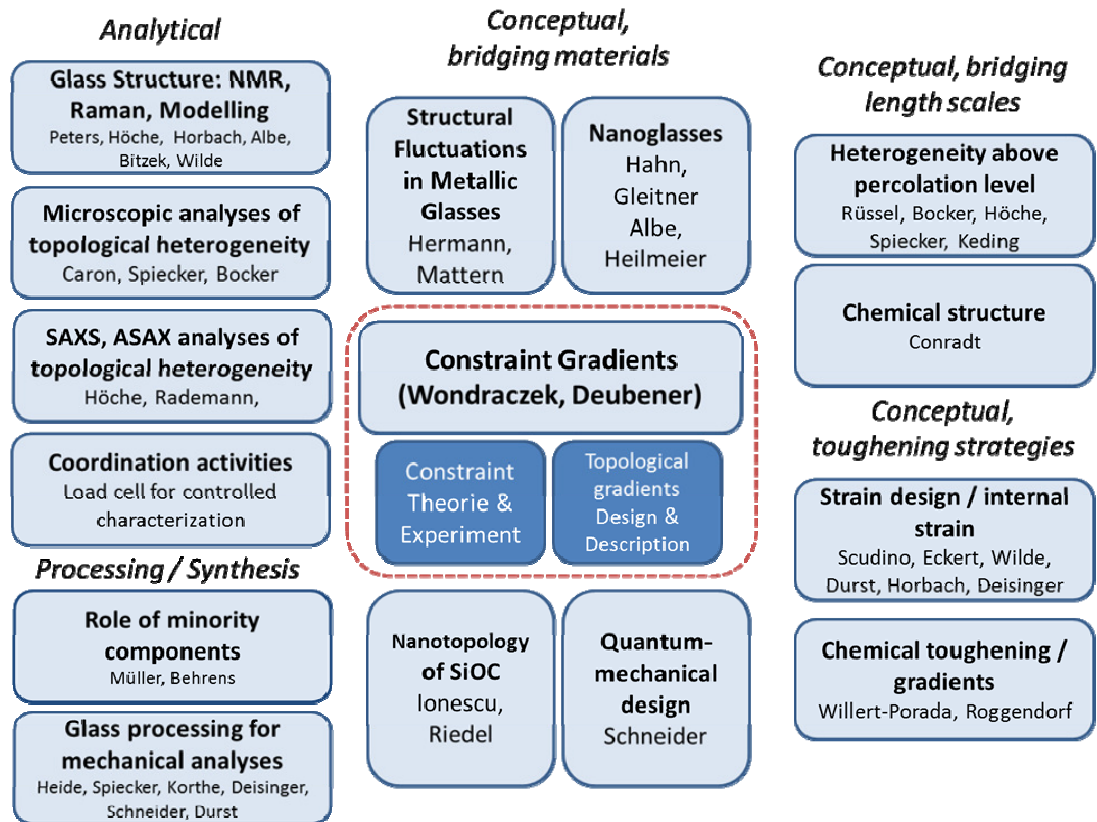 Analytical
Glass Structure: NMR,
Raman, Modelling
Peters, Höche, Horbach, Albe,
Bitzek, Wilde
Microscopic analyses of
topological heterogeneity
Caron, Spiecker, Bocker
SAXS, ASAX analyses of
topological heterogeneity
Höche, Rademann,
Coordination activities
Load cell for controlled
characterization
Processing / Synthesis
Role of minority
components
Müller, Behrens
Glass processing for
mechanical analyses
Heide, Spiecker, Korthe, Deisinger,
Schneider, Durst
Conceptual,
bridging materials
Structural
Fluctuations
in Metallic
Glasses
Hermann,
Mattern
Nanoglasses
Hahn,
Gleitner
Albe,
Heilmeier
Constraint Gradients
(Wondraczek, Deubener)
Constraint
Theorie &
Experiment
Topological
gradients
Design &
Description
Nanotopology
of SiOC
Ionescu,
Riedel
Quantum-
mechanical
design
Schneider
Conceptual, bridging
length scales
Heterogeneity above
percolation level
Rüssel, Bocker, Höche,
Spiecker, Keding
Chemical structure
Conradt
Conceptual,
toughening strategies
Strain design / internal
strain
Scudino, Eckert, Wilde,
Durst, Horbach, Deisinger
Chemical toughening /
gradients
Willert-Porada, Roggendorf